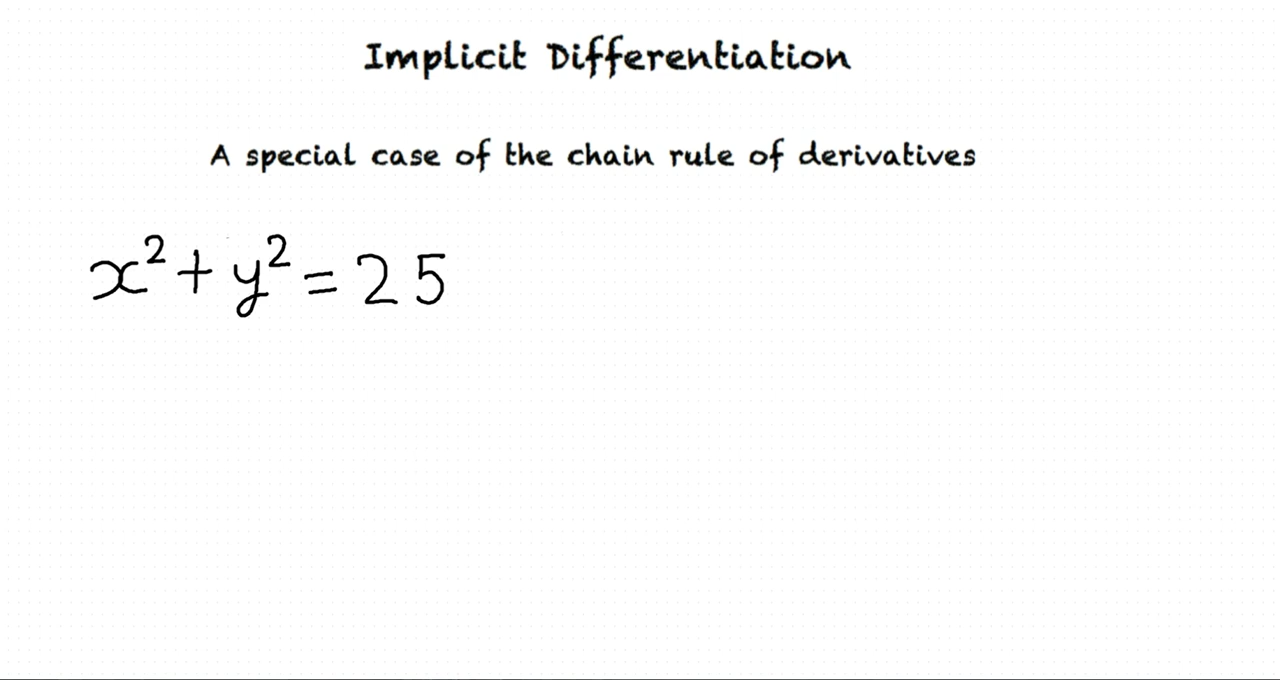 Implicit Differentiation
A special case of the chain rule of derivatives
x² + y² = 25